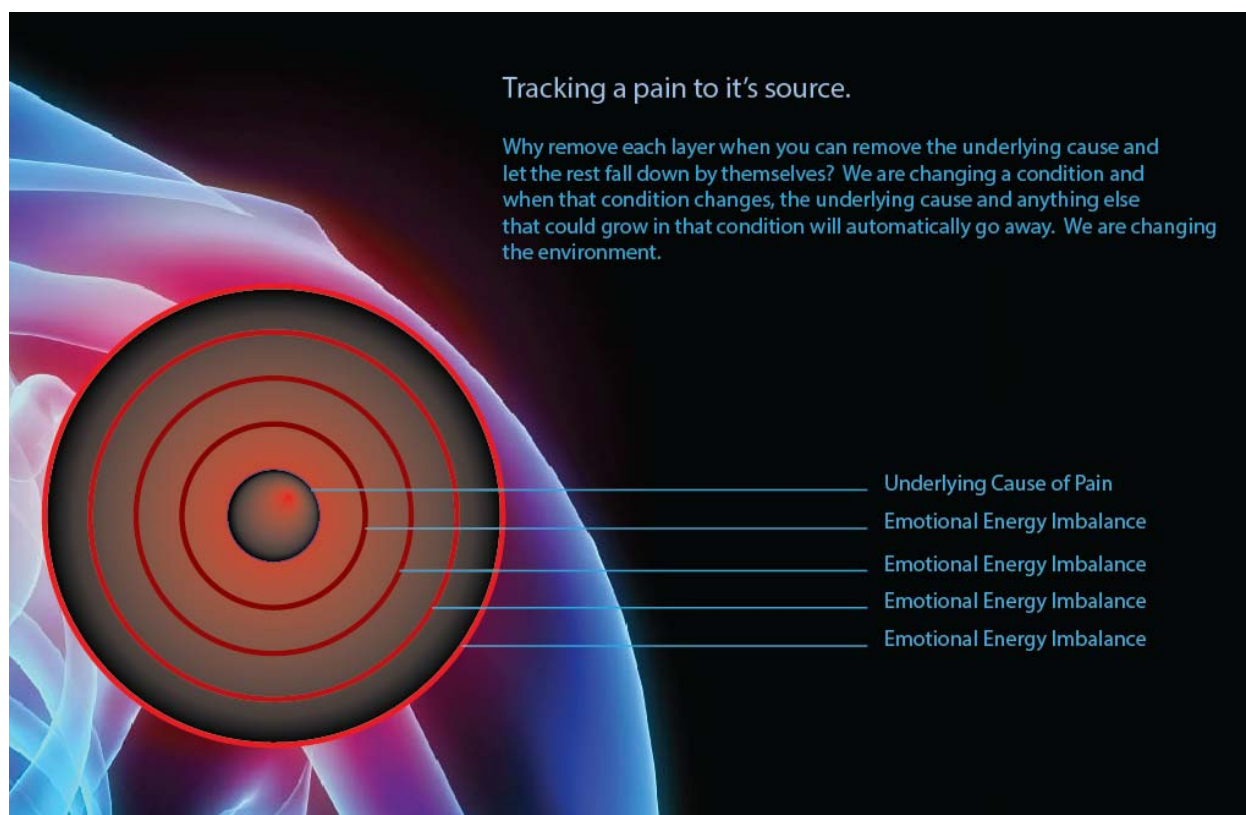 Tracking a pain to it’s source.
Why remove each layer when you can remove the underlying cause and
let the rest fall down by themselves?  We are changing a condition and
when that condition changes, the underlying cause and anything else
that could grow in that condition will automatically go away.  We are changing
the environment.
Underlying Cause of Pain
Emotional Energy Imbalance
Emotional Energy Imbalance
Emotional Energy Imbalance
Emotional Energy Imbalance